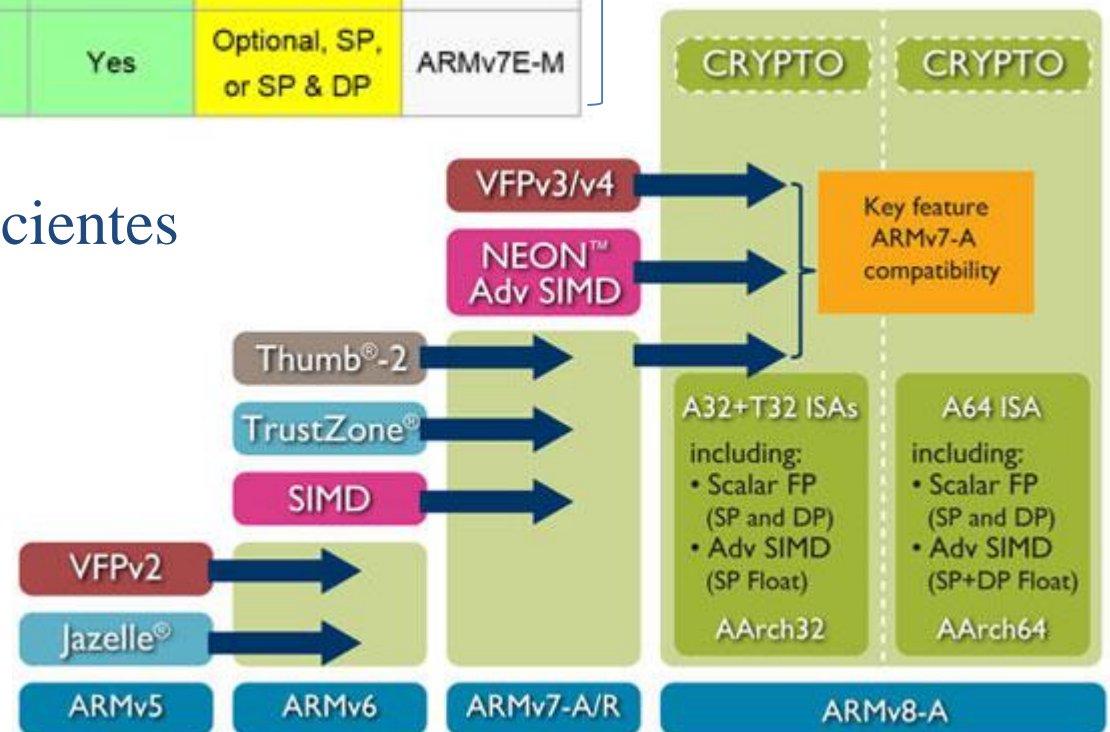 Yes
Optional, SP,
or SP & DP
ARMv7E-M
cientes
CRYPTO
CRYPTO
VFPv3/v4
Key feature
ARMv7-A
compatibility
NEON™
Adv SIMD
Thumb®-2
TrustZone®
SIMD
A32+T32 ISAs
including:
• Scalar FP
(SP and DP)
• Adv SIMD
(SP Float)
AArch32
A64 ISA
including:
• Scalar FP
(SP and DP)
• Adv SIMD
(SP+DP Float)
AArch64
VFPv2
Jazelle®
ARMv5
ARMv6
ARMv7-A/R
ARMv8-A